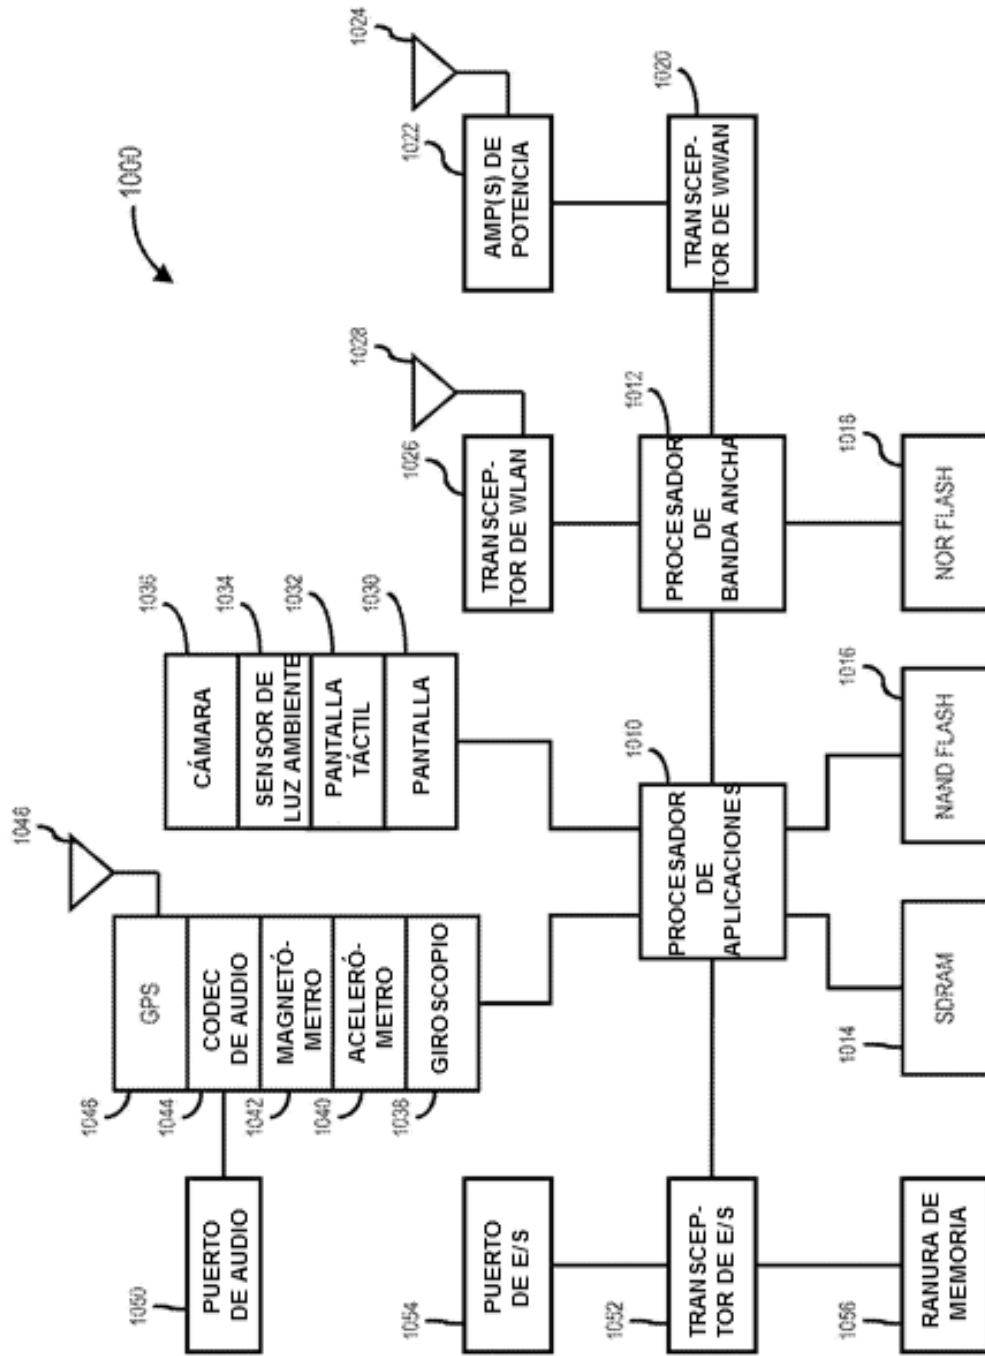 1000
1024
1022
AMP(S) DE
POTENCIA
1020
TRANSCEP-
TOR DE WWAN
1028
1026
TRANSCEP-
TOR DE WLAN
1012
PROCESADOR
DE
BANDA ANCHA
1018
NOR FLASH
1036
1034
1032
1030
CÁMARA
SENSOR DE
LUZ AMBIENTE
PANTALLA
TÁCTIL
PANTALLA
1010
PROCESADOR
DE
APLICACIONES
1016
NAND FLASH
1014
SDRAM
1048
GPS
CODEC
DE AUDIO
MAGNETÓ-
METRO
ACELERÓ-
METRO
GIROSCOPIO
1046
1044
1042
1040
1038
1050
PUERTO
DE AUDIO
1054
PUERTO
DE E/S
1052
TRANSCEP-
TOR DE E/S
1056
RANURA DE
MEMORIA